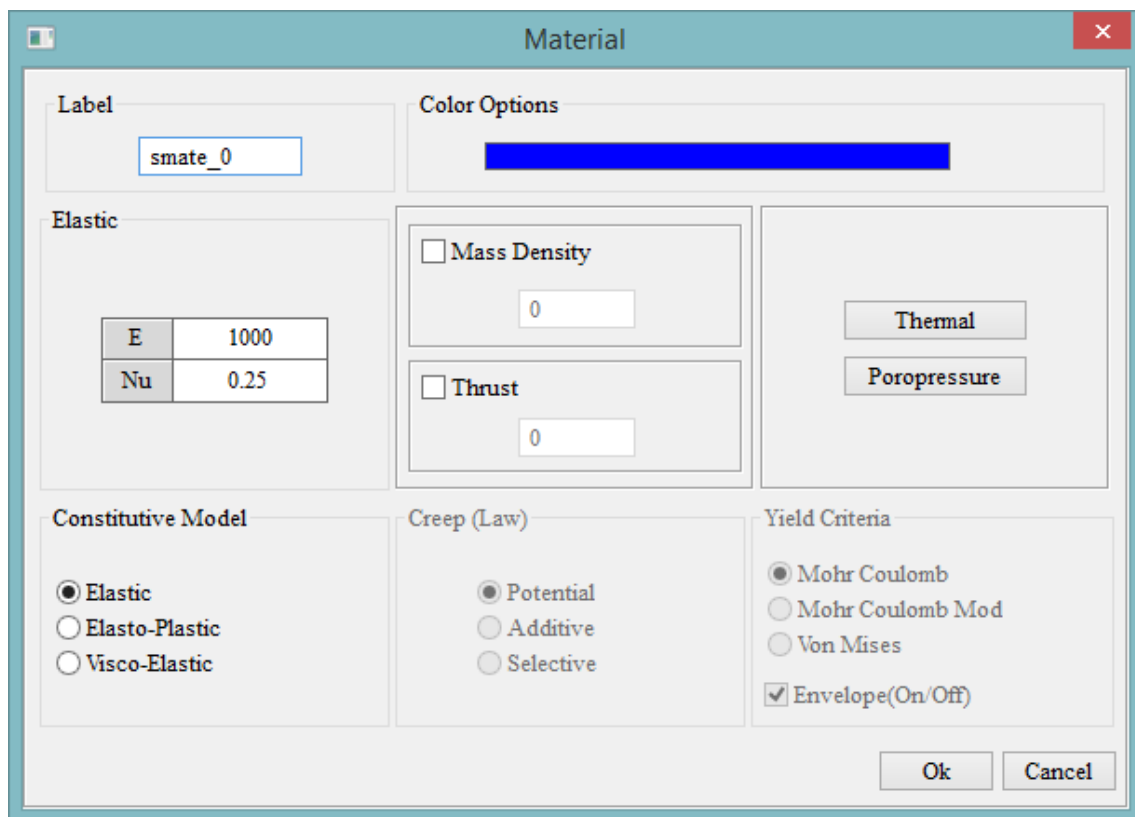 Material
Label
smate_0
Color Options
Elastic
E 1000
Nu 0.25
Mass Density
0
Thrust
0
Thermal
Poropressure
Constitutive Model
Elastic
Elasto-Plastic
Visco-Elastic
Creep (Law)
Potential
Additive
Selective
Yield Criteria
Mohr Coulomb
Mohr Coulomb Mod
Von Mises
Envelope(On/Off)
Ok
Cancel